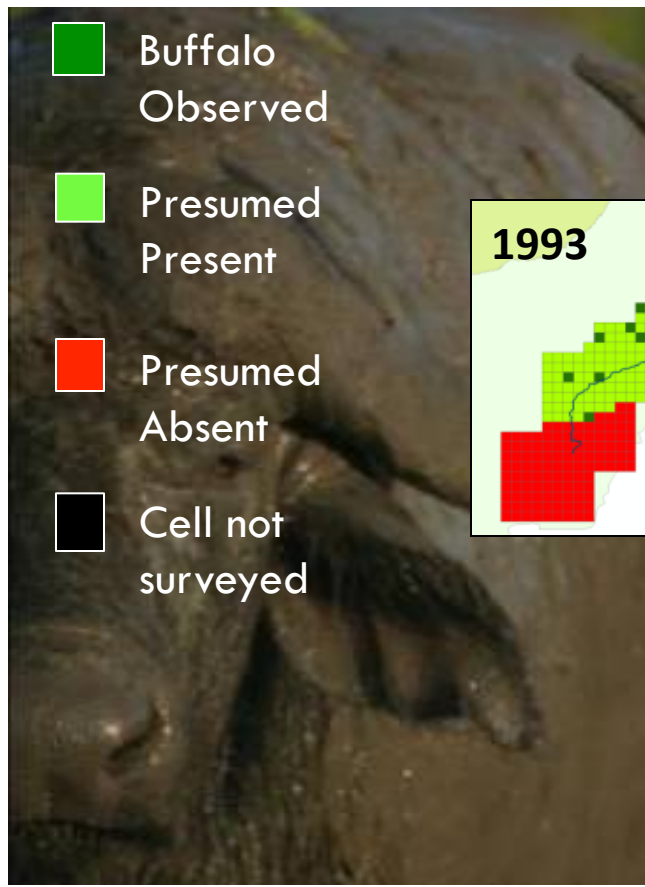 Buffalo
Observed
Presumed
Present
1993
Presumed
Absent
Cell not
surveyed